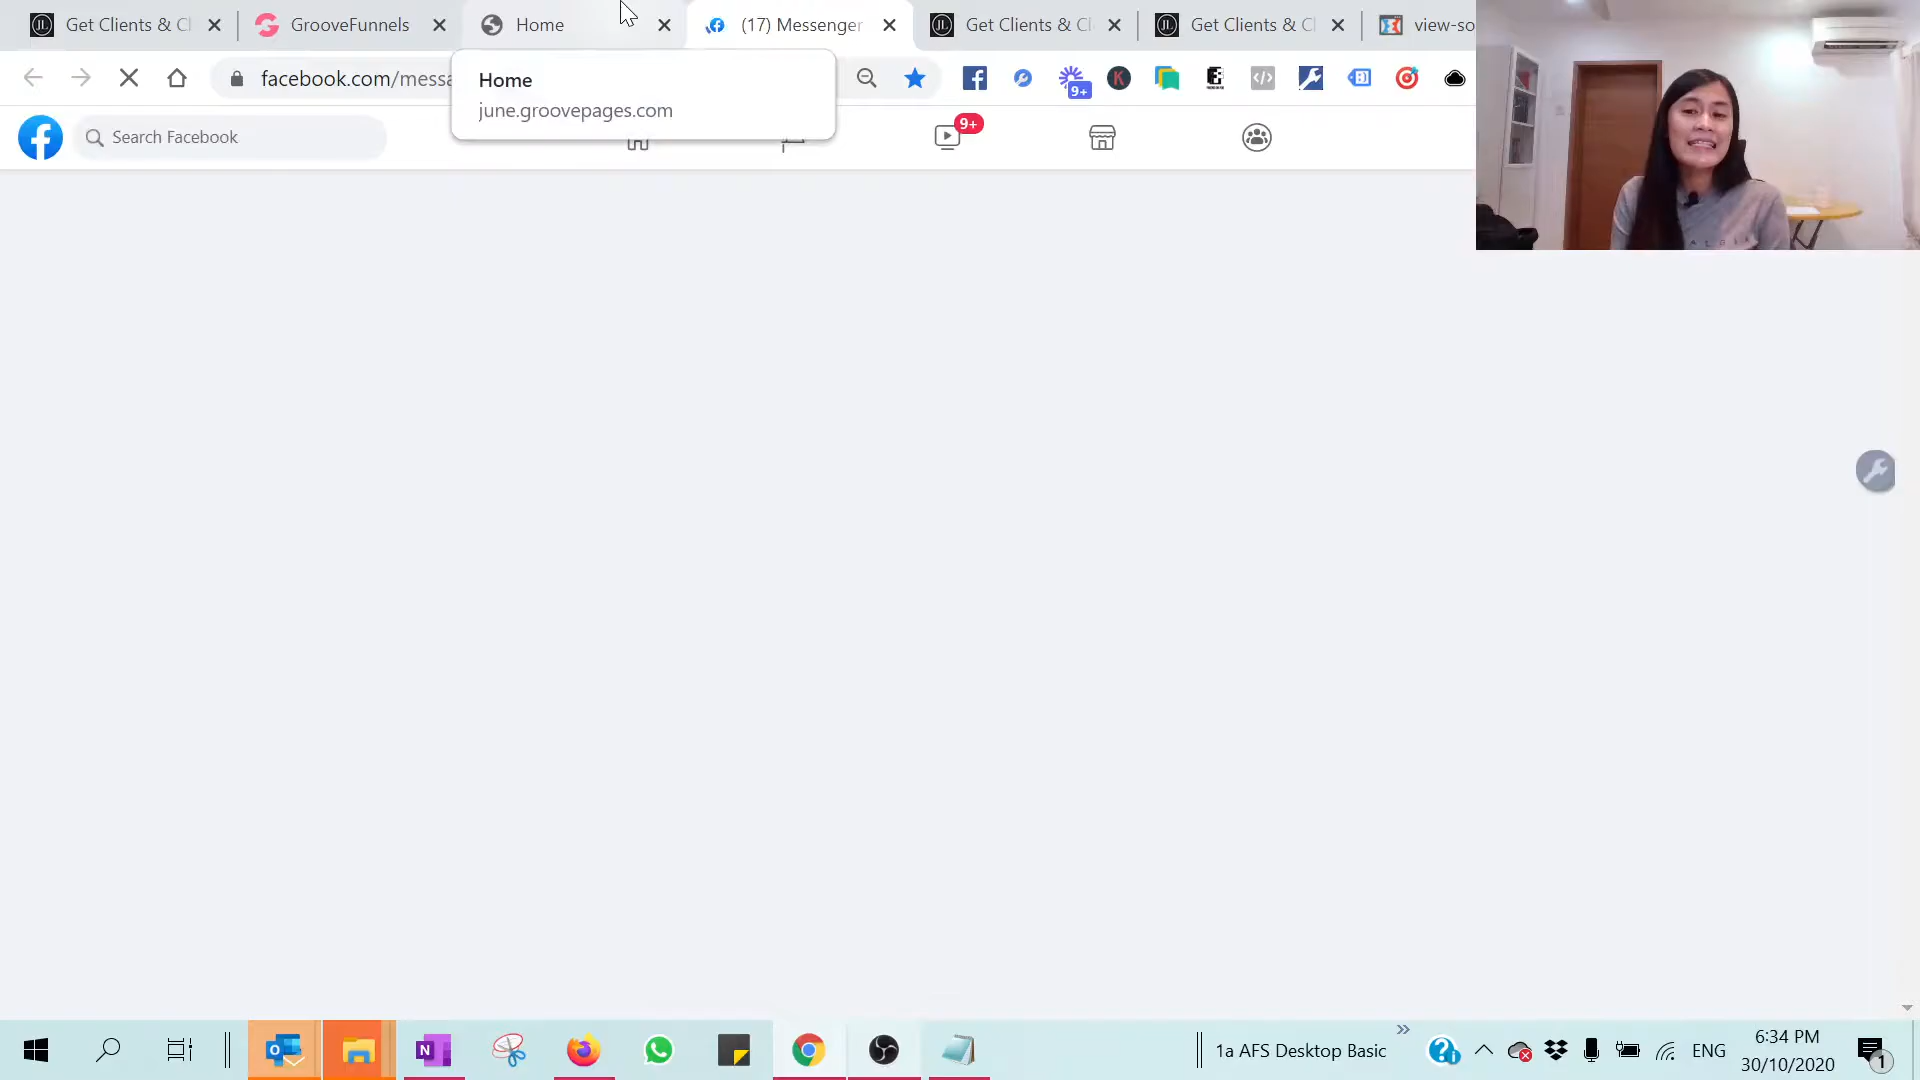 Get Clients & Cl
GrooveFunnels
Home
(17) Messenger
Get Clients & Cl
Get Clients & Cl
view-so
facebook.com/messa
Home
june.groovepages.com
9+
K
</>
Search Facebook
9+
1a AFS Desktop Basic
ENG
6:34 PM
30/10/2020
1